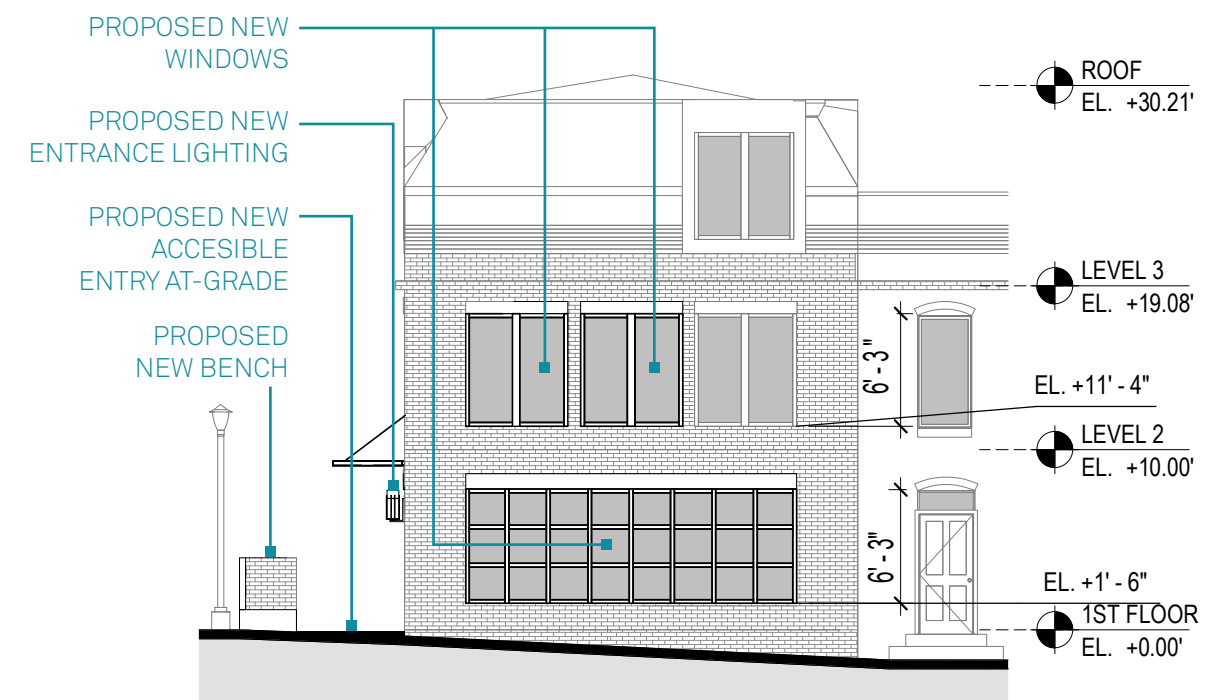 PROPOSED NEW
WINDOWS
PROPOSED NEW
ENTRANCE LIGHTING
PROPOSED NEW
ACCESIBLE
ENTRY AT-GRADE
PROPOSED
NEW BENCH
ROOF
EL. +30.21'
LEVEL 3
EL. +19.08'
6' - 3"
EL. +11' - 4"
LEVEL 2
EL. +10.00'
6' - 3"
EL. +1' - 6"
1ST FLOOR
EL. +0.00'